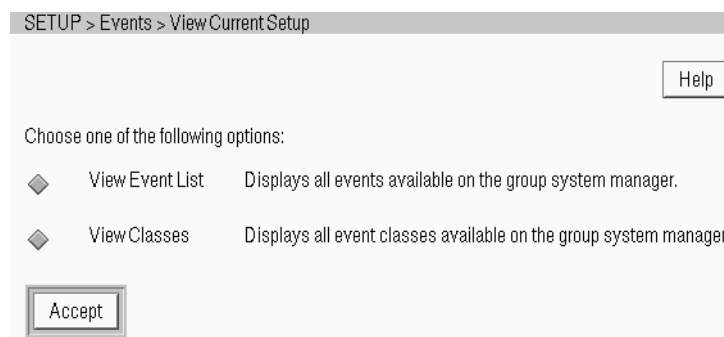 SETUP > Events > View Current Setup
Help
Choose one of the following options:
View Event List Displays all events available on the group system manager.
View Classes Displays all event classes available on the group system manager
Accept